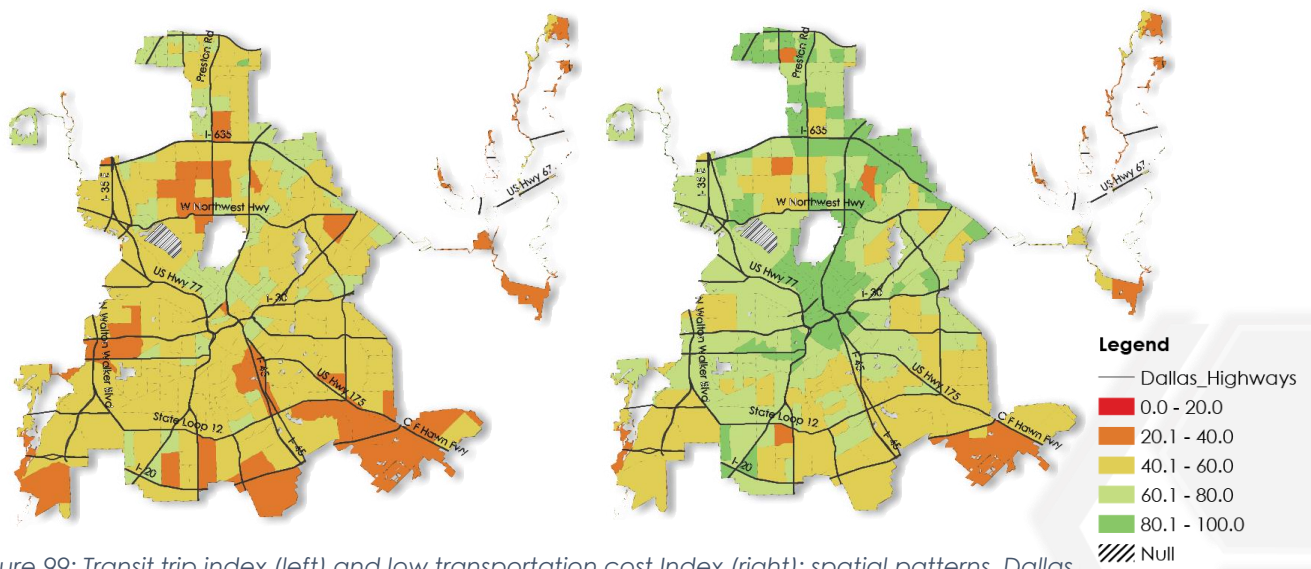 Preston Rd
I- 635
I- 35 E
W Northwest Hwy
US Hwy 67
US Hwy 77
I- 30
N Walton Walker Blvd
I-45
US Hwy 175
State Loop 12
C F Hawn Fwy
I-45
I-20
Preston Rd
I- 635
I- 35 E
W Northwest Hwy
US Hwy 67
US Hwy 77
I- 30
N Walton Walker Blvd
I-45
US Hwy 175
State Loop 12
C F Hawn Fwy
I-45
I-20
Legend
Dallas_Highways
0.0 - 20.0
20.1 - 40.0
40.1 - 60.0
60.1 - 80.0
80.1 - 100.0
Null
ure 99: Transit trip index (left) and low transportation cost Index (right): spatial patterns, Dallas